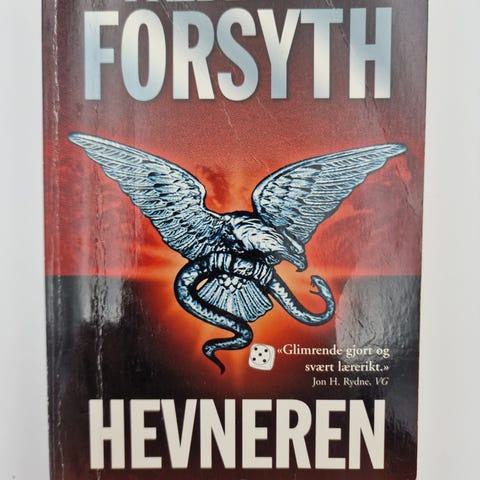 FORSYTH
«Glimrende gjort og
svært lærerikt.»
Jon H. Rydne, VG
HEVNEREN